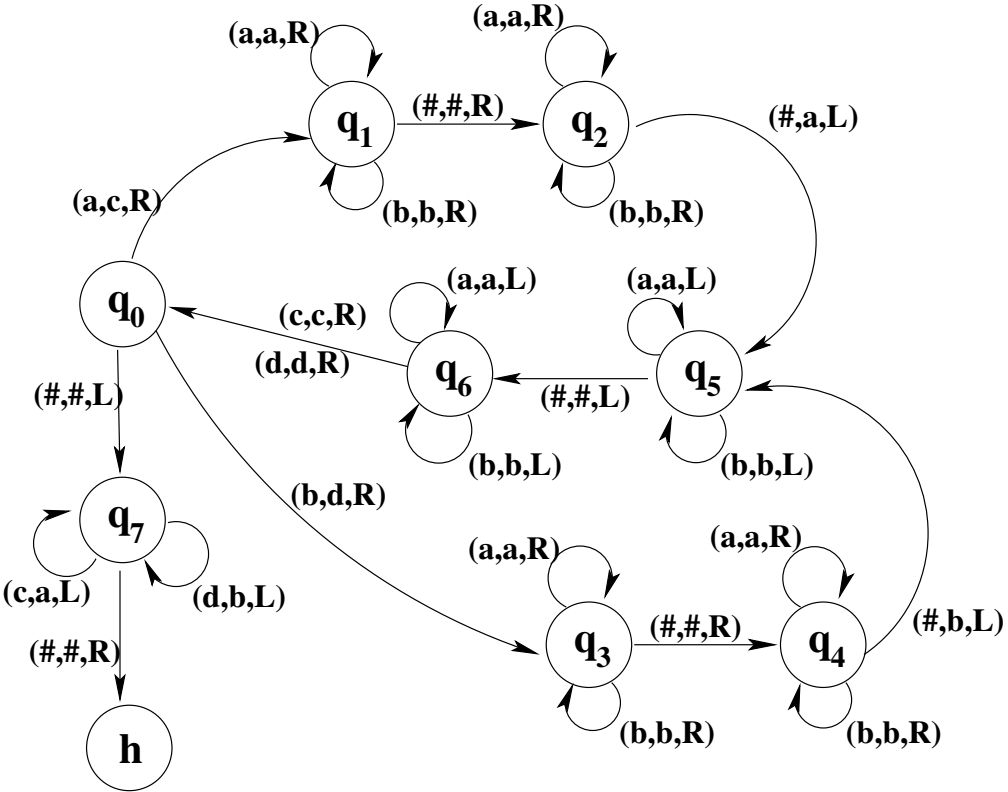 (a,a,R)
(a,a,R)
q1
(#,#,R)
q2
(#,a,L)
(b,b,R)
(b,b,R)
(a,c,R)
q0
(a,a,L)
(a,a,L)
(c,c,R)
(d,d,R)
q6
(#,#,L)
q5
(#,#,L)
(b,b,L)
(b,b,L)
(b,d,R)
q7
(c,a,L)
(d,b,L)
(a,a,R)
(a,a,R)
q3
(#,#,R)
q4
(#,b,L)
(#,#,R)
(b,b,R)
(b,b,R)
h